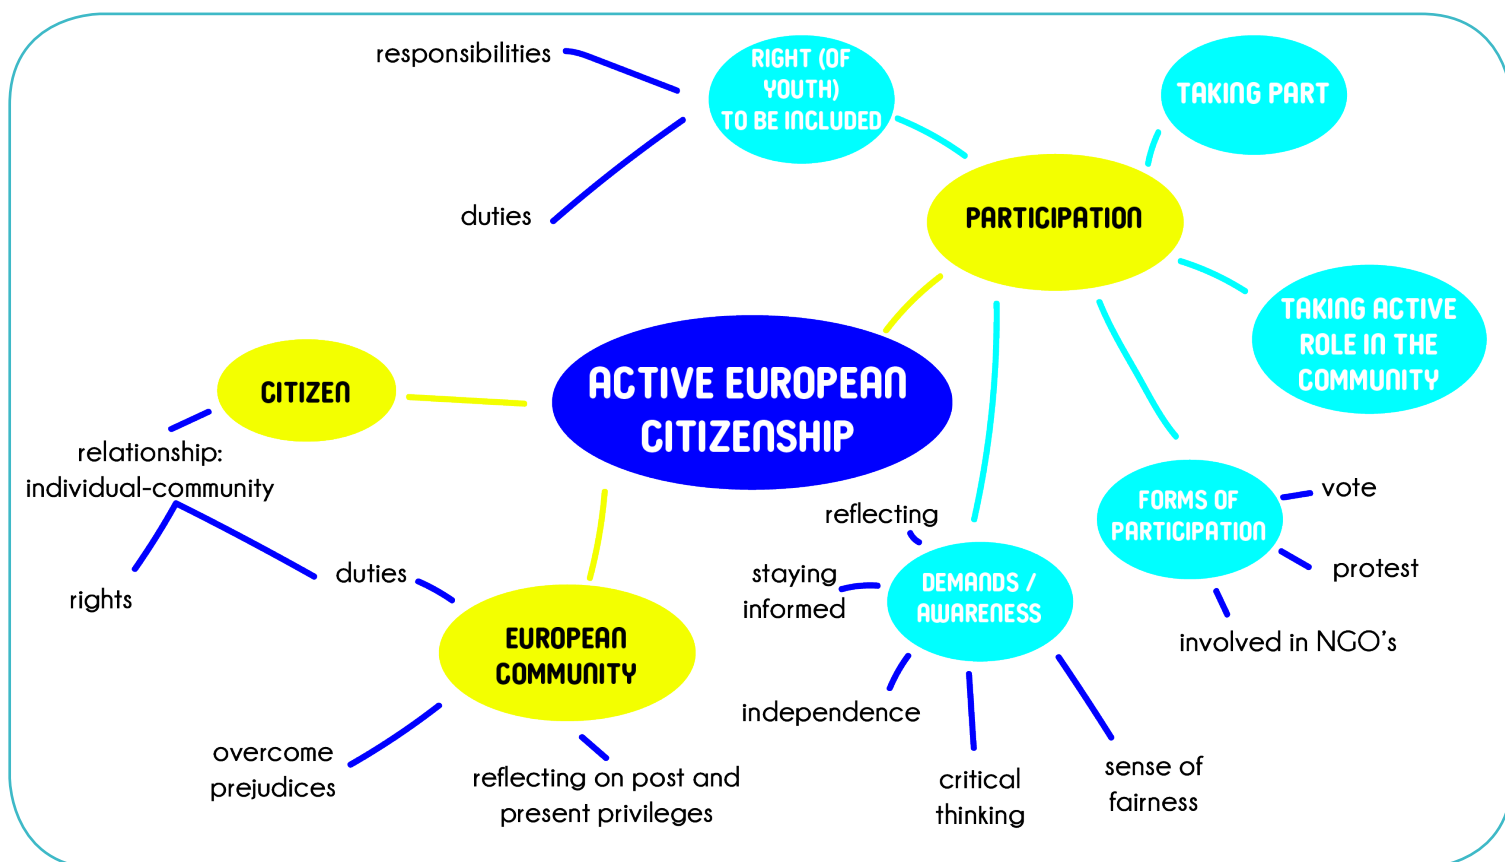 responsibilities
duties
RIGHT (OF
YOUTH)
TO BE INCLUDED
TAKING PART
PARTICIPATION
TAKING ACTIVE
ROLE IN THE
COMMUNITY
ACTIVE EUROPEAN
CITIZENSHIP
CITIZEN
relationship:
individual-community
rights
duties
EUROPEAN
COMMUNITY
overcome
prejudices
reflecting on post and
present privileges
reflecting
staying
informed
DEMANDS /
AWARENESS
independence
critical
thinking
sense of
fairness
FORMS OF
PARTICIPATION
vote
protest
involved in NGO's